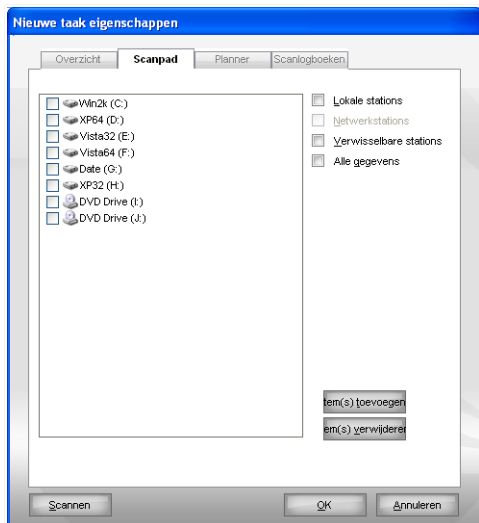 Nieuwe taak eigenschappen
Overzicht Scanpad Planner Scanlogboeken
Win2k (C:)
XP64 (D:)
Vista32 (E:)
Vista64 (F:)
Date (G:)
XP32 (H:)
DVD Drive (I:)
DVD Drive (J:)
Lokale stations
Netwerkstations
Verwisselbare stations
Alle gegevens
tem(s) toevoegen
em(s) verwijderer
Scannen OK Annuleren